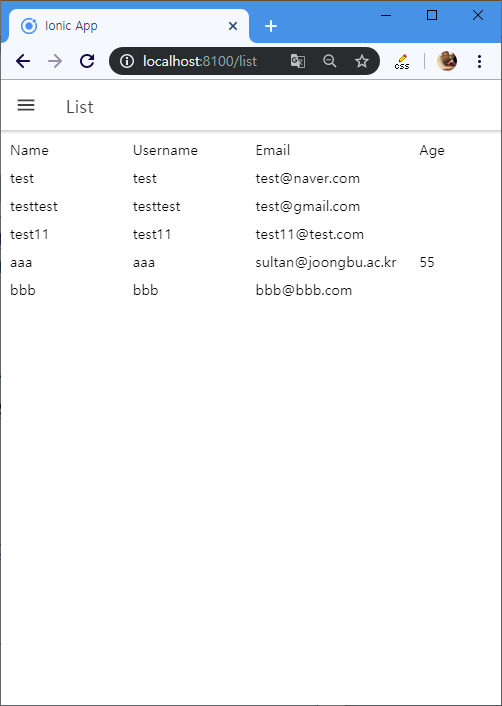 Ionic App
localhost:8100/list
css
List
Name Username Email Age
test test test@naver.com
testtest testtest test@gmail.com
test11 test11 test11@test.com
aaa aaa sultan@joongbu.ac.kr 55
bbb bbb bbb@bbb.com